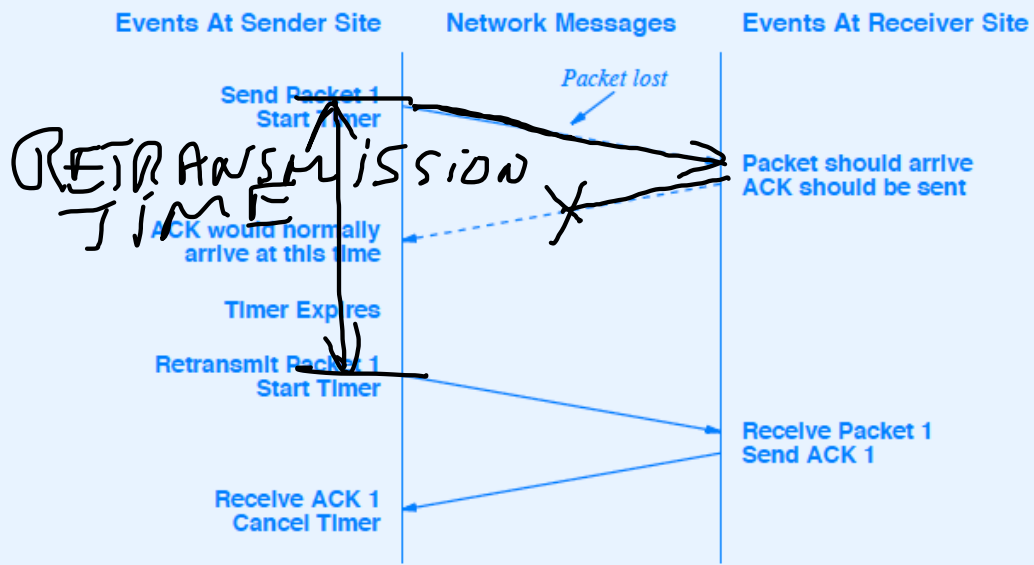 Events At Sender Site
Network Messages
Events At Receiver Site
Packet lost
Send Packet 1
Start Timer
RETRANSMISSION
TIME
Packet should arrive
ACK should be sent
ACK would normally
arrive at this time
Timer Expires
Retransmit Packet 1
Start Timer
Receive Packet 1
Send ACK 1
Receive ACK 1
Cancel Timer